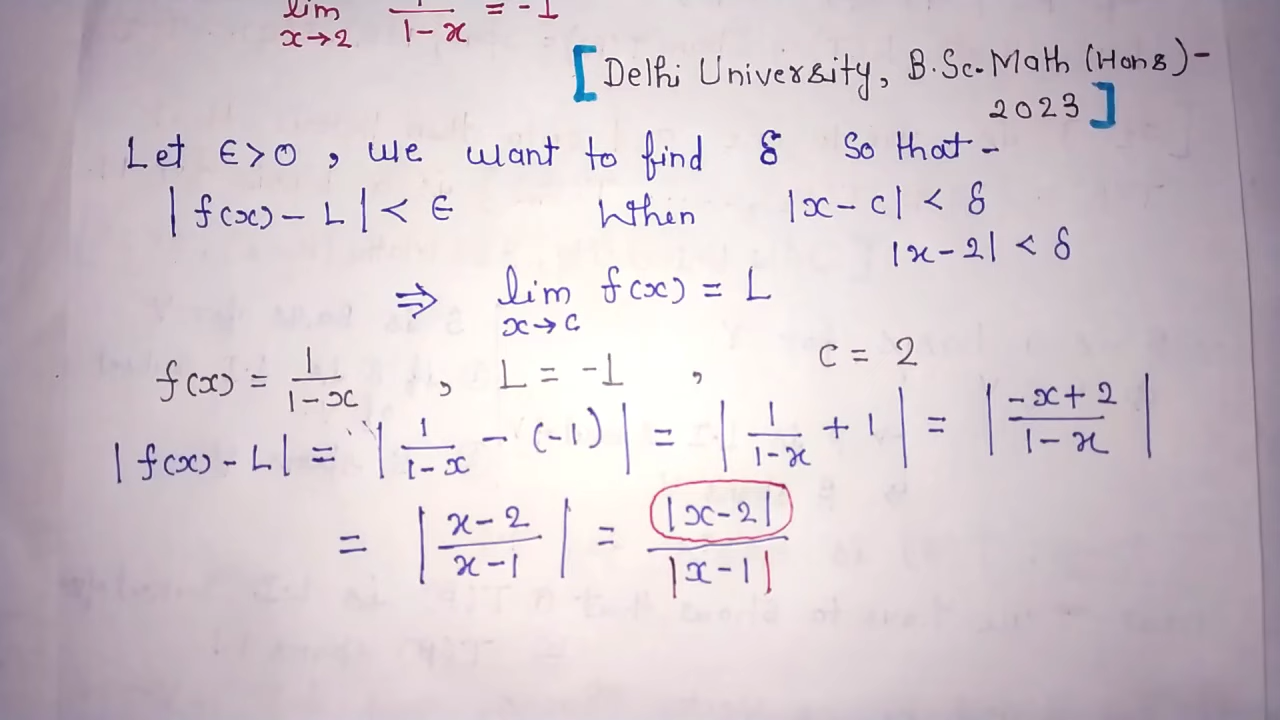 lim x→2 1/1-x = -1
[Delhi University, B.Sc. Math (Hons) -
2023]
Let ϵ>0, we want to find δ so that -
|f(x) - L| < ϵ when |x - c| < δ
|x - 2| < δ
⇒ lim x→c f(x) = L
f(x) = 1/1-x , L = -1 , c = 2
|f(x) - L| = |1/1-x - (-1)| = |1/1-x + 1| = |-x+2/1-x|
= |x-2/x-1| = |x-2|/|x-1|